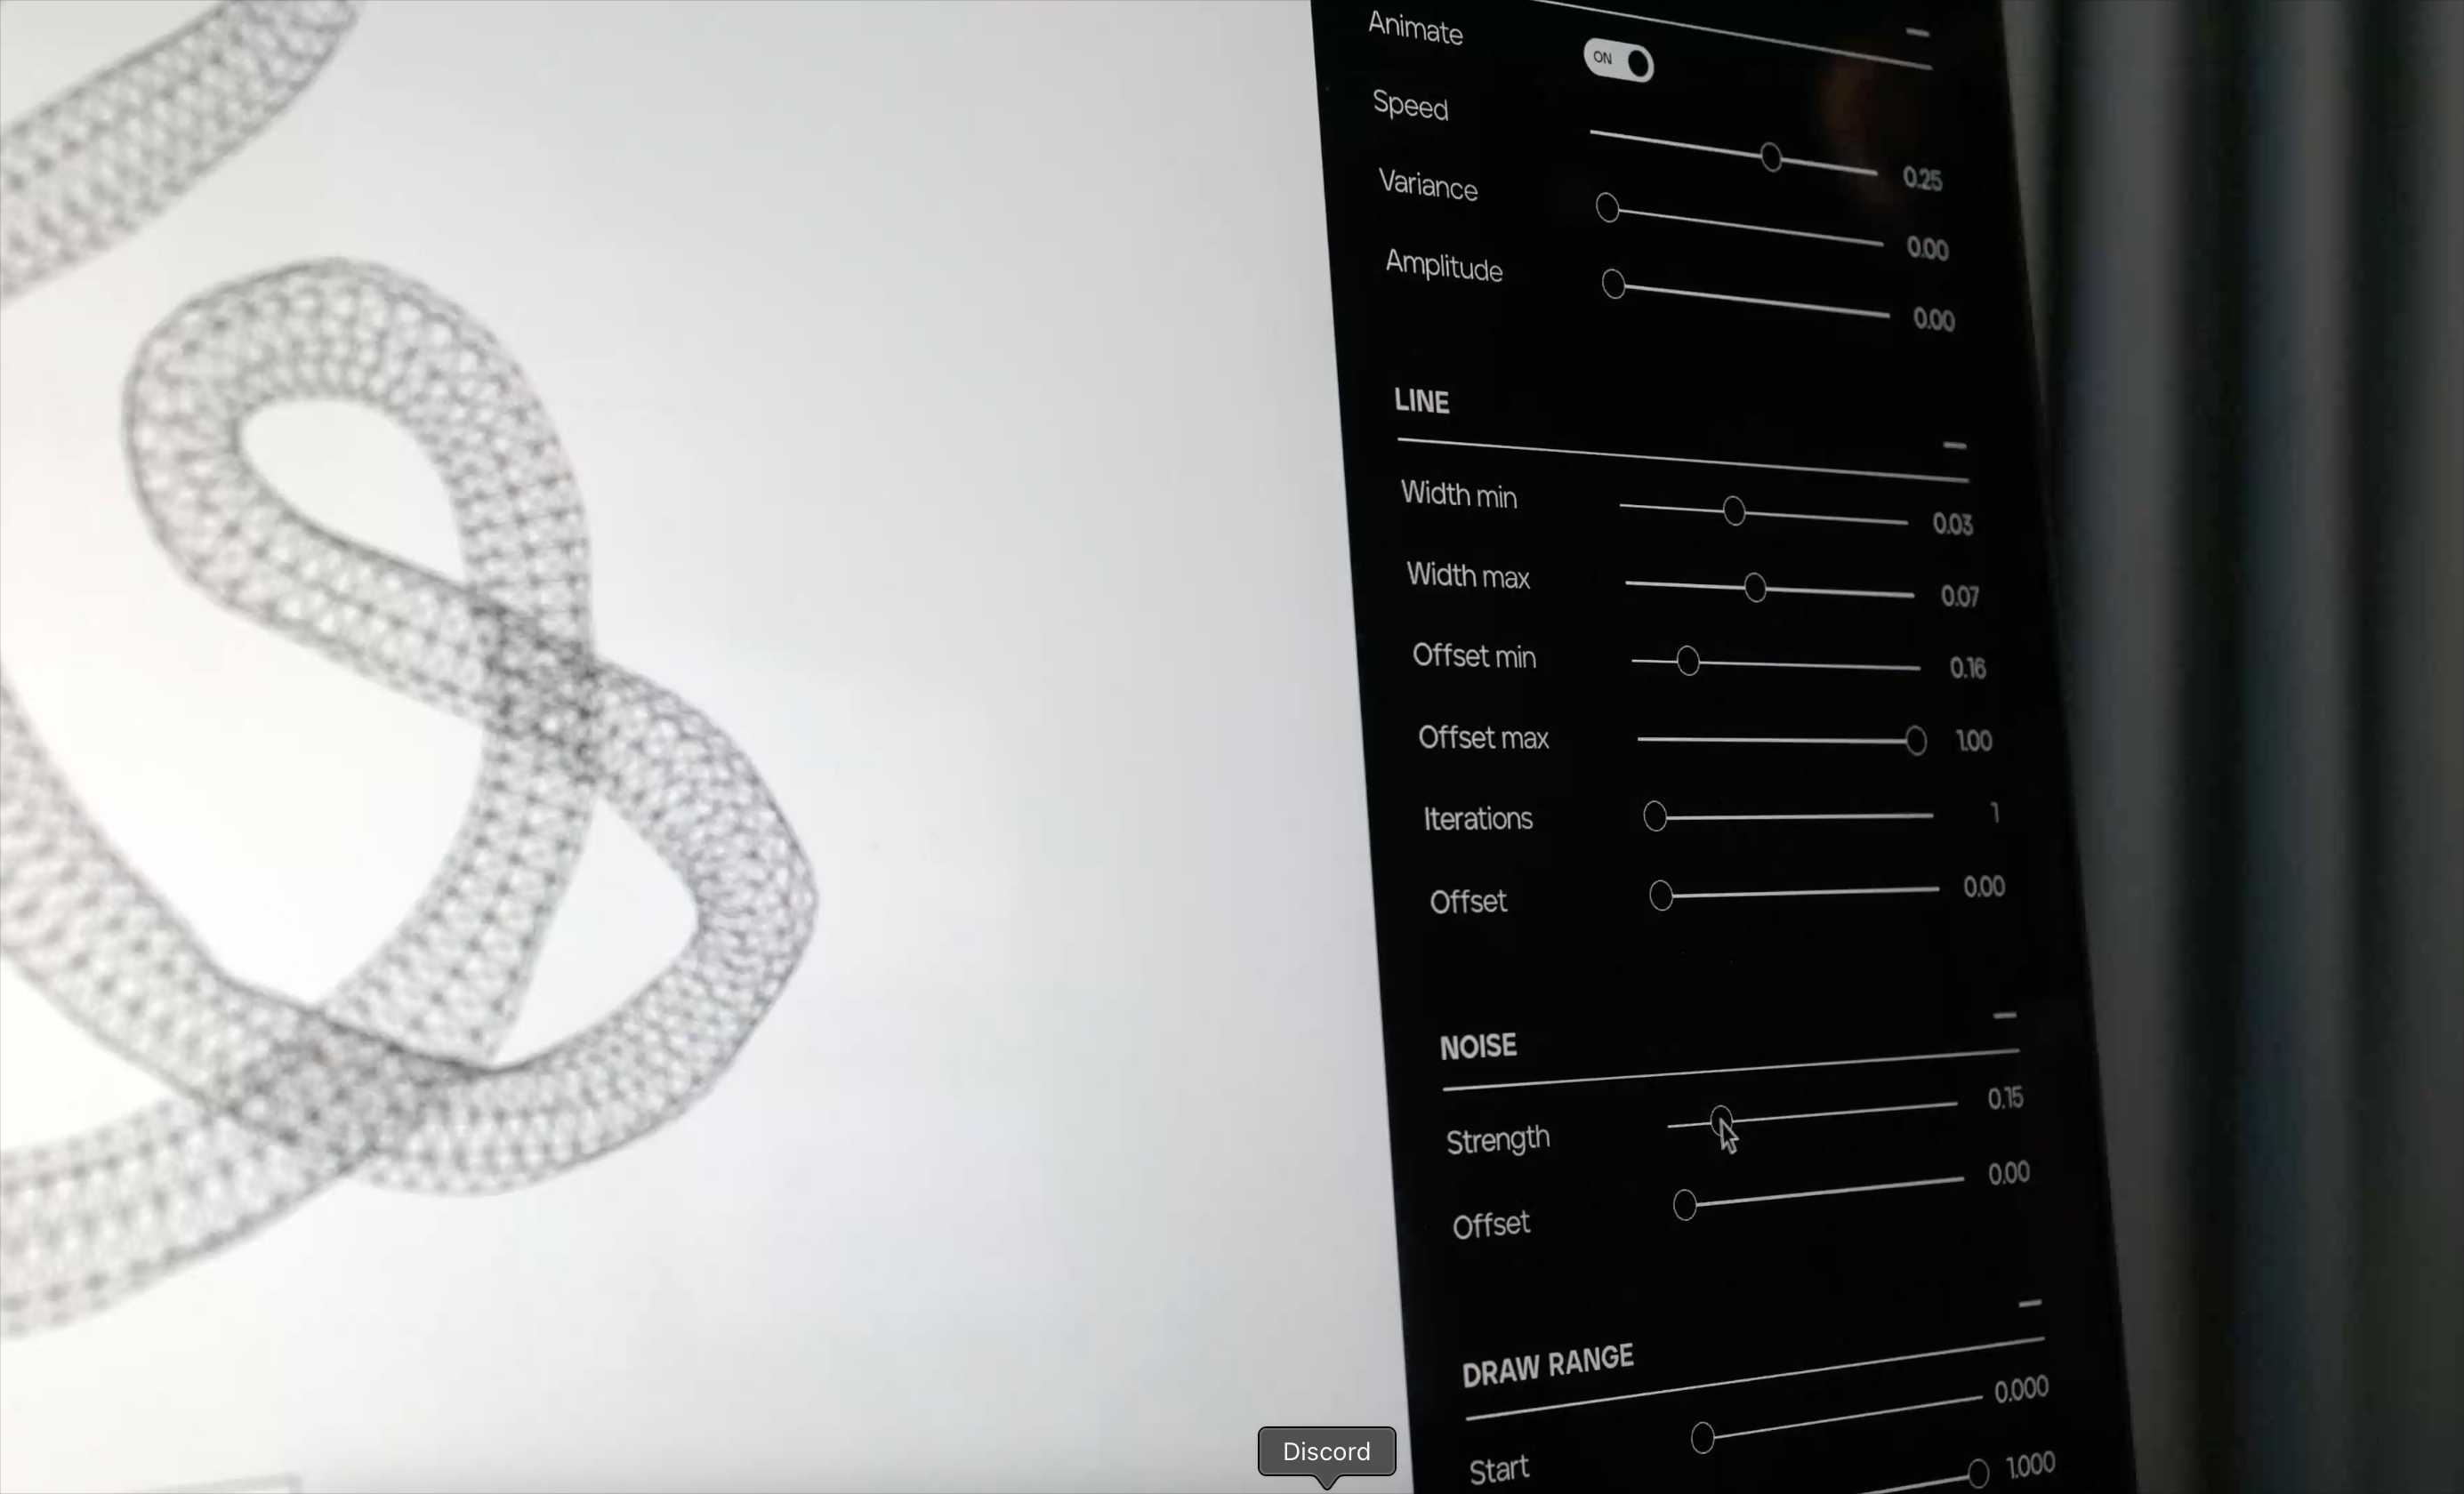 Animate ON
Speed 0.25
Variance 0.00
Amplitude 0.00
LINE
Width min 0.03
Width max 0.07
Offset min 0.16
Offset max 1.00
Iterations 1
Offset 0.00
NOISE
Strength 0.15
Offset 0.00
DRAW RANGE
Start 0.000
1.000
Discord